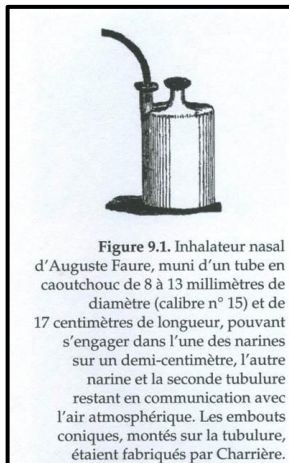 Figure 9.1. Inhalateur nasal
d'Auguste Faure, muni d'un tube en
caoutchouc de 8 à 13 millimètres de
diamètre (calibre n° 15) et de
17 centimètres de longueur, pouvant
s'engager dans l'une des narines
sur un demi-centimètre, l'autre
narine et la seconde tubulure
restant en communication avec
l'air atmosphérique. Les embouts
coniques, montés sur la tubulure,
étaient fabriqués par Charrière.